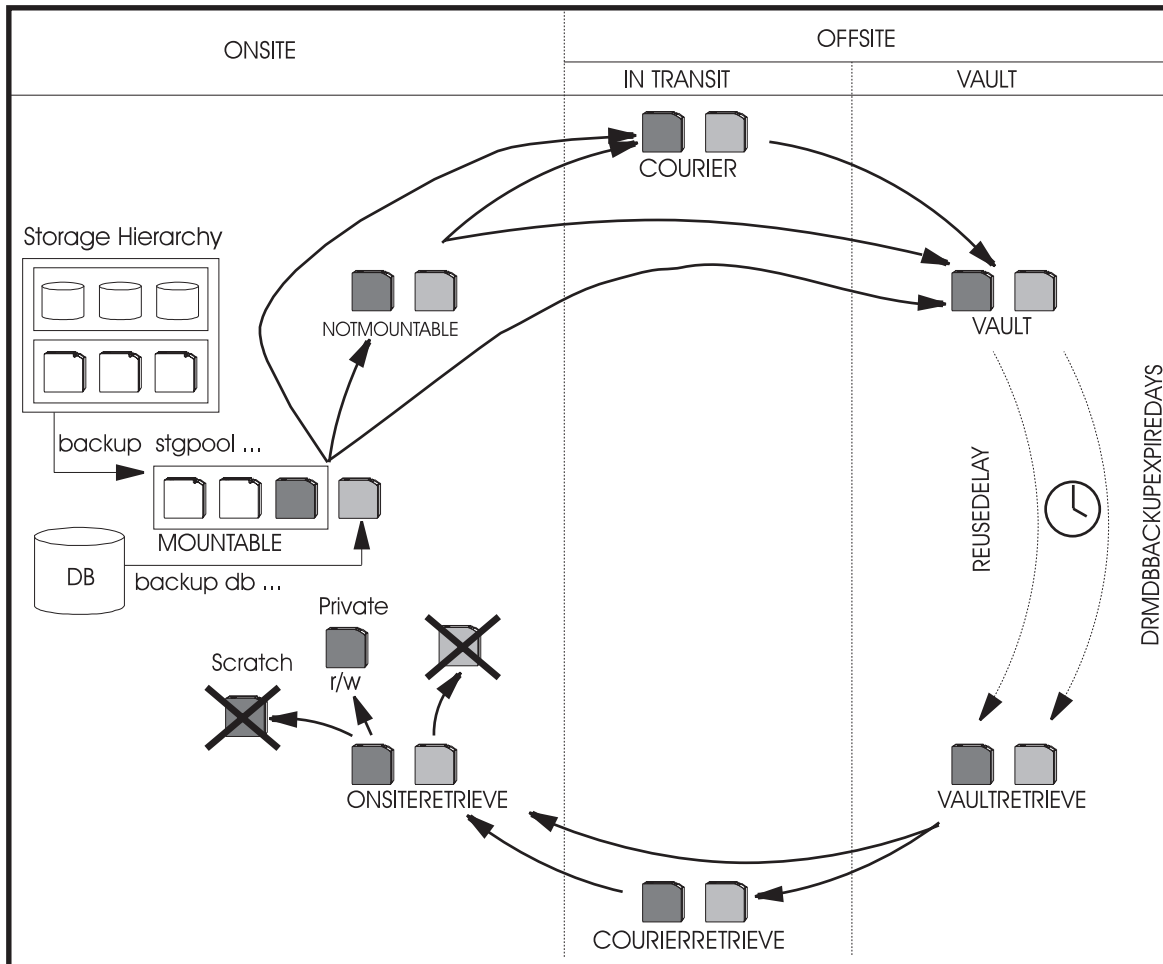 ONSITE
OFFSITE
IN TRANSIT
VAULT
COURIER
Storage Hierarchy
NOTMOUNTABLE
VAULT
backup stgpool ...
MOUNTABLE
DB
backup db ...
REUSEDELAY
DRMDBBACKUPEXPIREDAYS
Private
r/w
Scratch
ONSITERETRIEVE
VAULTRETRIEVE
COURIERRETRIEVE